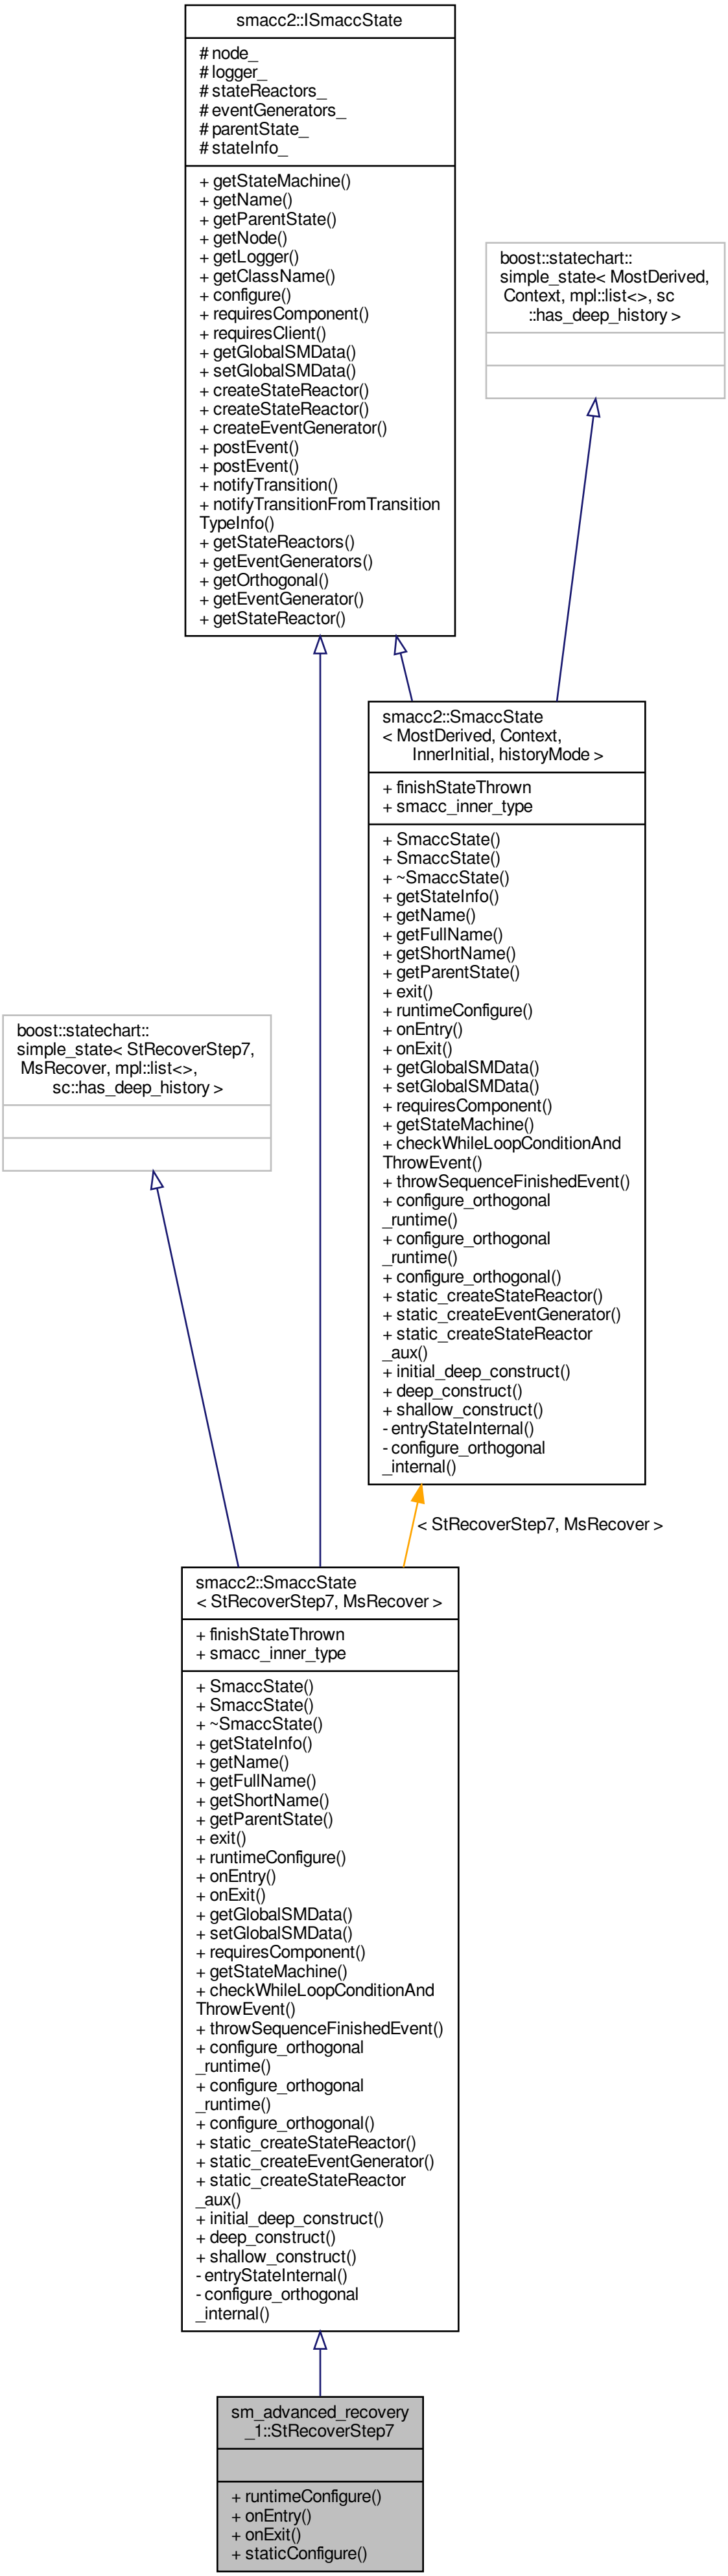 smacc2::ISmaccState
# node_
# logger_
# stateReactors_
# eventGenerators_
# parentState_
# stateInfo_
+ getStateMachine()
+ getName()
+ getParentState()
+ getNode()
+ getLogger()
+ getClassName()
+ configure()
+ requiresComponent()
+ requiresClient()
+ getGlobalSMData()
+ setGlobalSMData()
+ createStateReactor()
+ createStateReactor()
+ createEventGenerator()
+ postEvent()
+ postEvent()
+ notifyTransition()
+ notifyTransitionFromTransition
TypeInfo()
+ getStateReactors()
+ getEventGenerators()
+ getOrthogonal()
+ getEventGenerator()
+ getStateReactor()
boost::statechart::
simple_state< MostDerived,
Context, mpl::list<>, sc
::has_deep_history >
smacc2::SmaccState
< MostDerived, Context,
InnerInitial, historyMode >
+ finishStateThrown
+ smacc_inner_type
+ SmaccState()
+ SmaccState()
+ ~SmaccState()
+ getStateInfo()
+ getName()
+ getFullName()
+ getShortName()
+ getParentState()
+ exit()
+ runtimeConfigure()
+ onEntry()
+ onExit()
+ getGlobalSMData()
+ setGlobalSMData()
+ requiresComponent()
+ getStateMachine()
+ checkWhileLoopConditionAnd
ThrowEvent()
+ throwSequenceFinishedEvent()
+ configure_orthogonal
_runtime()
+ configure_orthogonal
_runtime()
+ configure_orthogonal()
+ static_createStateReactor()
+ static_createEventGenerator()
+ static_createStateReactor
_aux()
+ initial_deep_construct()
+ deep_construct()
+ shallow_construct()
- entryStateInternal()
- configure_orthogonal
_internal()
boost::statechart::
simple_state< StRecoverStep7,
MsRecover, mpl::list<>,
sc::has_deep_history >
< StRecoverStep7, MsRecover >
smacc2::SmaccState
< StRecoverStep7, MsRecover >
+ finishStateThrown
+ smacc_inner_type
+ SmaccState()
+ SmaccState()
+ ~SmaccState()
+ getStateInfo()
+ getName()
+ getFullName()
+ getShortName()
+ getParentState()
+ exit()
+ runtimeConfigure()
+ onEntry()
+ onExit()
+ getGlobalSMData()
+ setGlobalSMData()
+ requiresComponent()
+ getStateMachine()
+ checkWhileLoopConditionAnd
ThrowEvent()
+ throwSequenceFinishedEvent()
+ configure_orthogonal
_runtime()
+ configure_orthogonal
_runtime()
+ configure_orthogonal()
+ static_createStateReactor()
+ static_createEventGenerator()
+ static_createStateReactor
_aux()
+ initial_deep_construct()
+ deep_construct()
+ shallow_construct()
- entryStateInternal()
- configure_orthogonal
_internal()
sm_advanced_recovery
_1::StRecoverStep7
+ runtimeConfigure()
+ onEntry()
+ onExit()
+ staticConfigure()